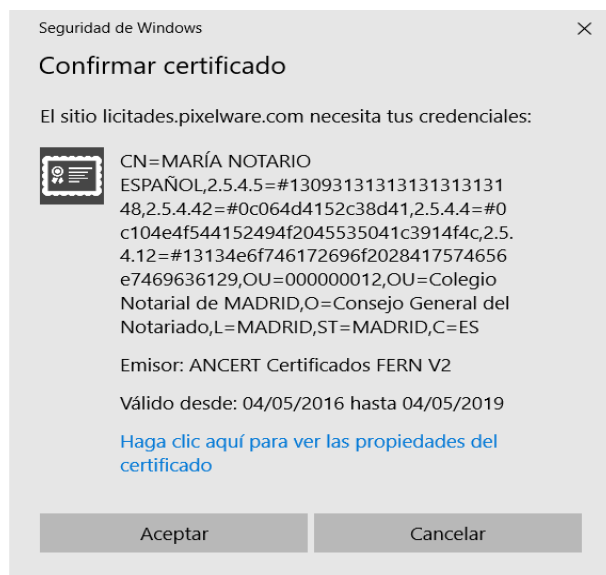 Seguridad de Windows
Confirmar certificado
El sitio licitades.pixelware.com necesita tus credenciales:
CN=MARÍA NOTARIO
ESPAÑOL,2.5.4.5=#13093131313131313131
48,2.5.4.42=#0c064d4152c38d41,2.5.4.4=#0
c104e4f544152494f2045535041c3914f4c,2.5.
4.12=#13134e6f746172696f2028417574656
e7469636129,OU=000000012,OU=Colegio
Notarial de MADRID,O=Consejo General del
Notariado,L=MADRID,ST=MADRID,C=ES
Emisor: ANCERT Certificados FERN V2
Válido desde: 04/05/2016 hasta 04/05/2019
Haga clic aquí para ver las propiedades del
certificado
Aceptar
Cancelar